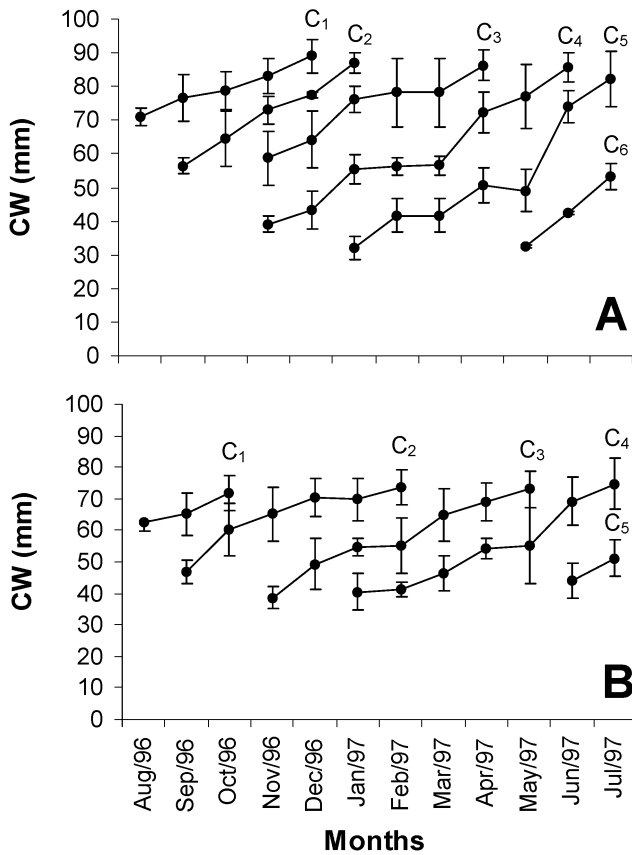 100
90
80
70
60
50
40
30
20
10
0
CW (mm)
C1
C2
C3
C4
C5
C6
A
100
90
80
70
60
50
40
30
20
10
0
CW (mm)
C1
C2
C3
C4
C5
B
Aug/96
Sep/96
Oct/96
Nov/96
Dec/96
Jan/97
Feb/97
Mar/97
Apr/97
May/97
Jun/97
Jul/97
Months